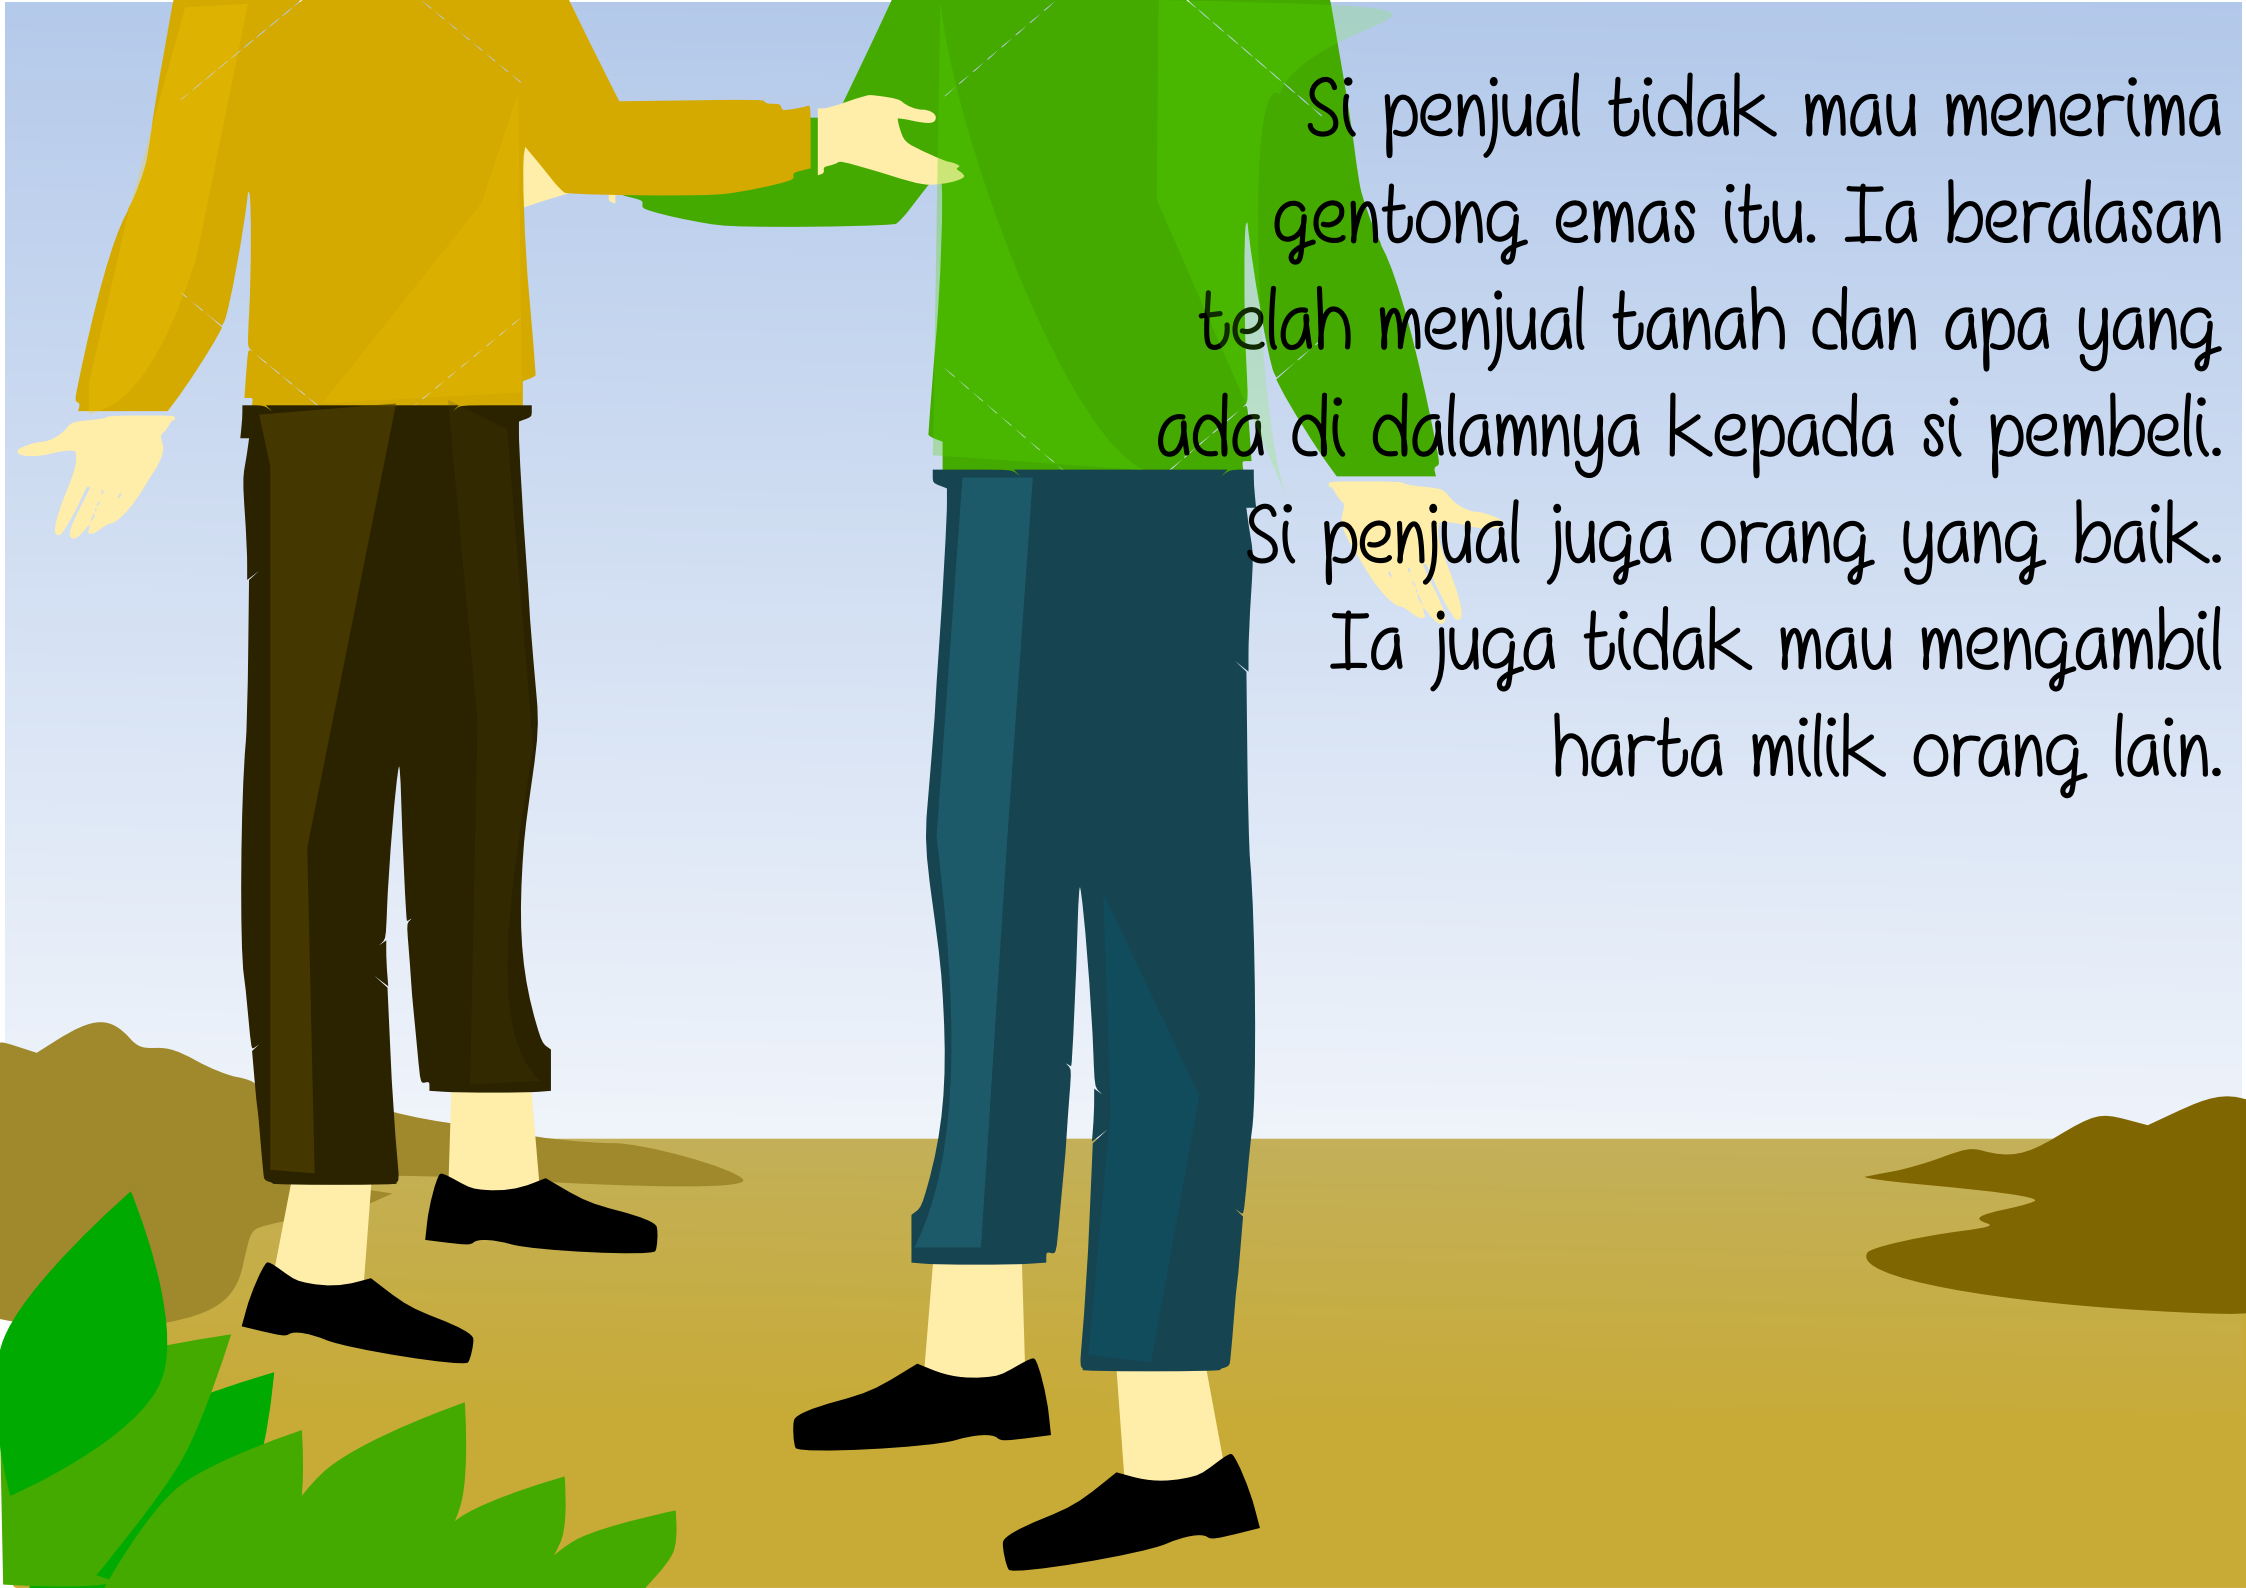 Si penjual tidak mau menerima
gentong emas itu. Ia beralasan
telah menjual tanah dan apa yang
ada di dalamnya kepada si pembeli.
Si penjual juga orang yang baik.
Ia juga tidak mau mengambil
harta milik orang lain.